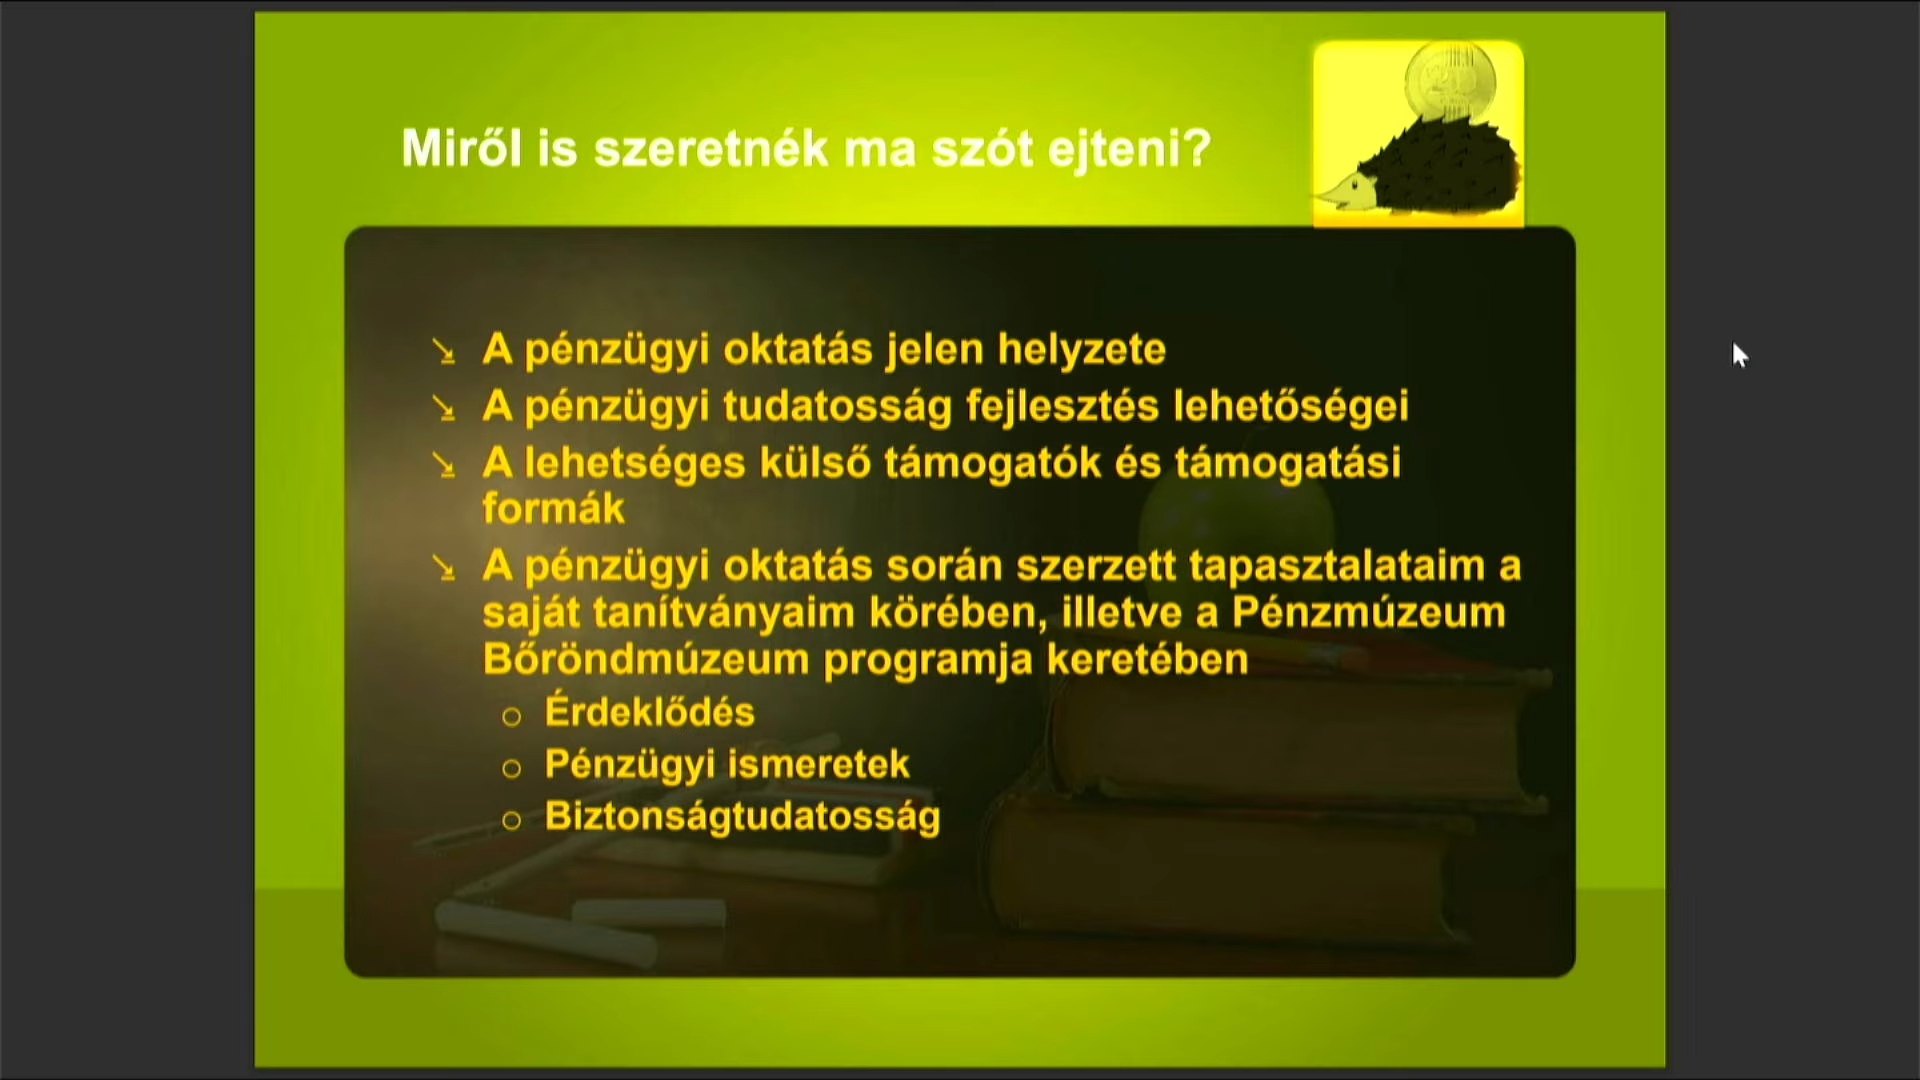 Miről is szeretnék ma szót ejteni?
A pénzügyi oktatás jelen helyzete
A pénzügyi tudatosság fejlesztés lehetőségei
A lehetséges külső támogatók és támogatási
formák
A pénzügyi oktatás során szerzett tapasztalataim a
saját tanítványaim körében, illetve a Pénzmúzeum
Bőröndmúzeum programja keretében
Érdeklődés
Pénzügyi ismeretek
Biztonságtudatosság